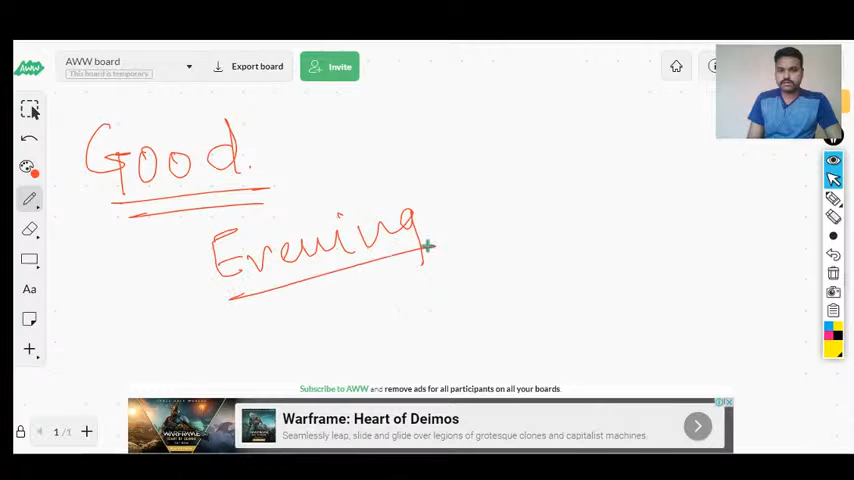 AWW
AWW board
This board is temporary
Export board
Invite
Good.
Evening
Aa
Subscribe to AWW and remove ads for all participants on all your boards.
Warframe: Heart of Deimos
Seamlessly leap, slide and glide over legions of grotesque clones and capitalist machines.
1/1